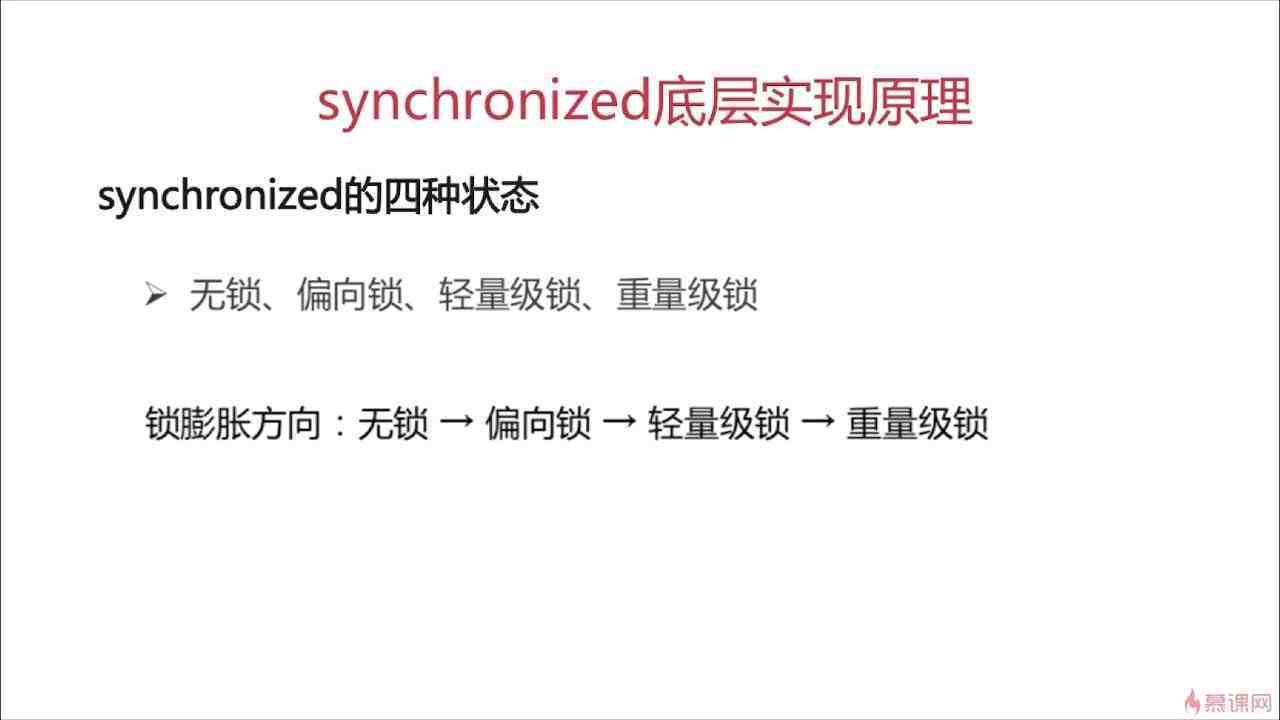 synchronized底层实现原理
synchronized的四种状态
➢ 无锁、偏向锁、轻量级锁、重量级锁
锁膨胀方向：无锁 → 偏向锁 → 轻量级锁 → 重量级锁
慕课网